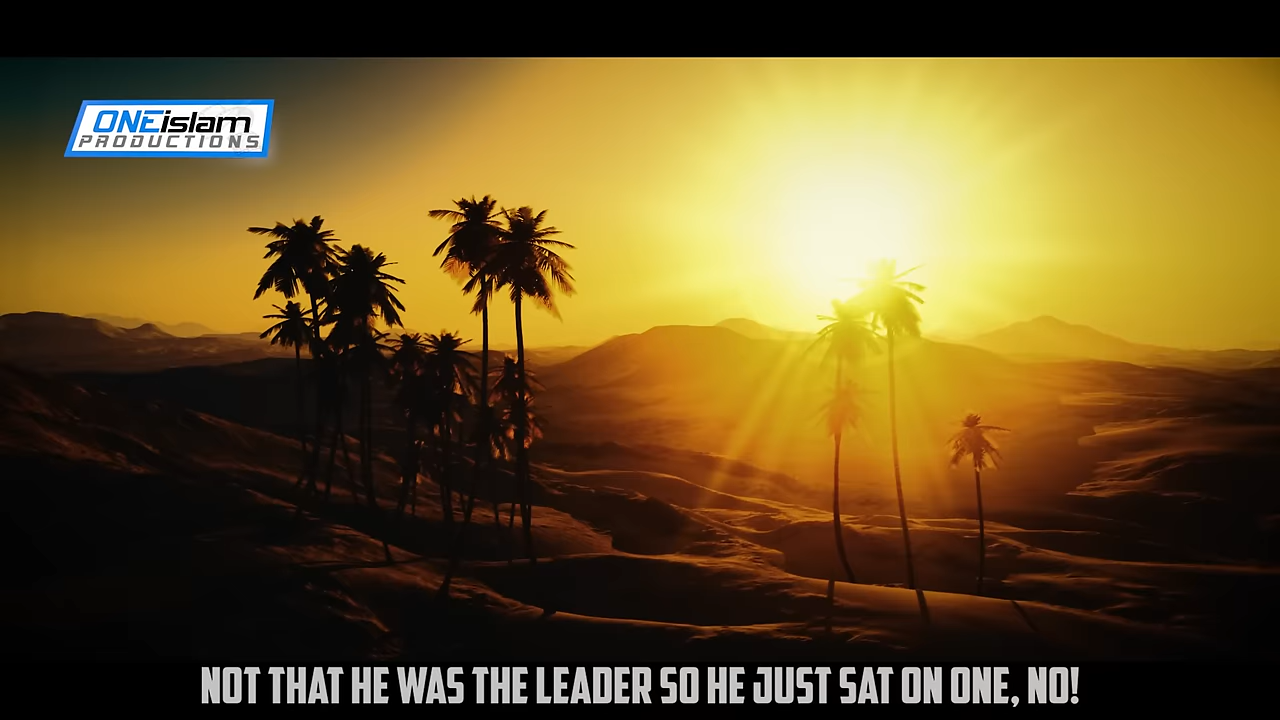 ONEislam
PRODUCTIONS
NOT THAT HE WAS THE LEADER SO HE JUST SAT ON ONE, NO!